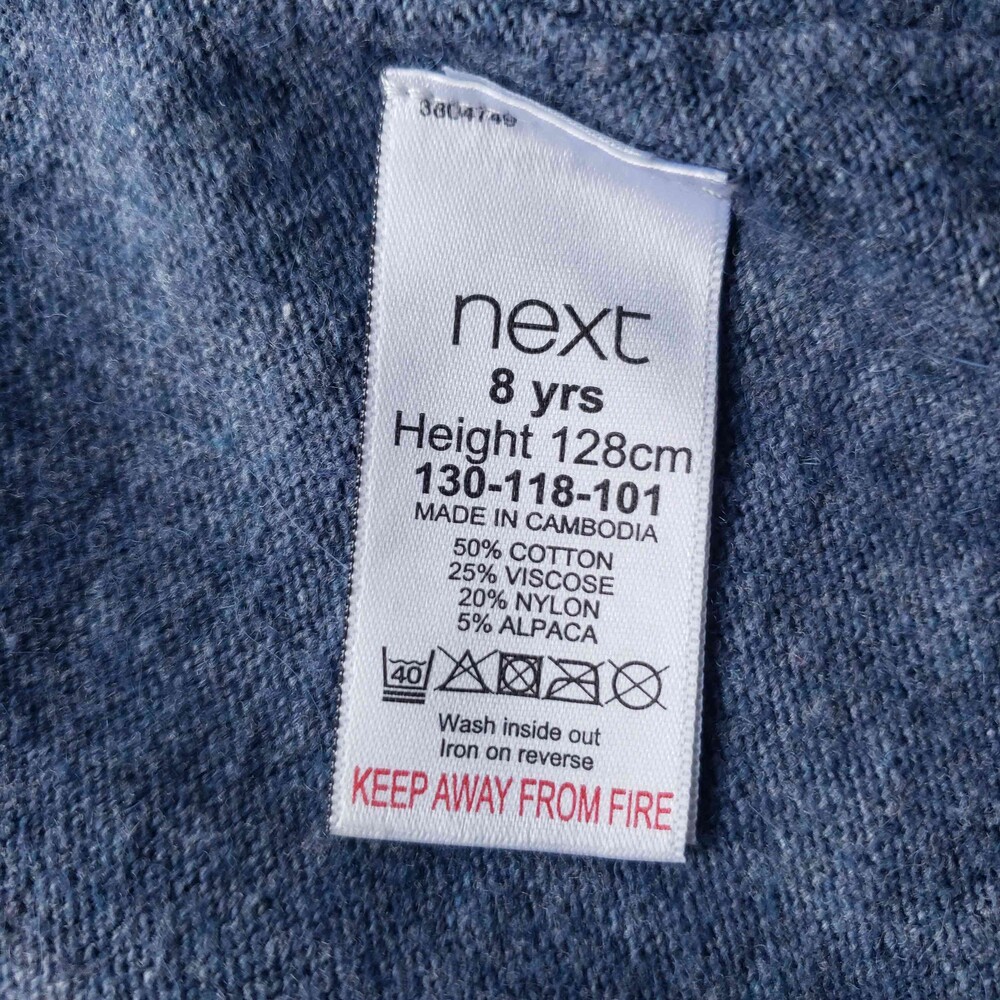 next
8 yrs
Height 128cm
130-118-101
MADE IN CAMBODIA
50% COTTON
25% VISCOSE
20% NYLON
5% ALPACA
40
Wash inside out
Iron on reverse
KEEP AWAY FROM FIRE